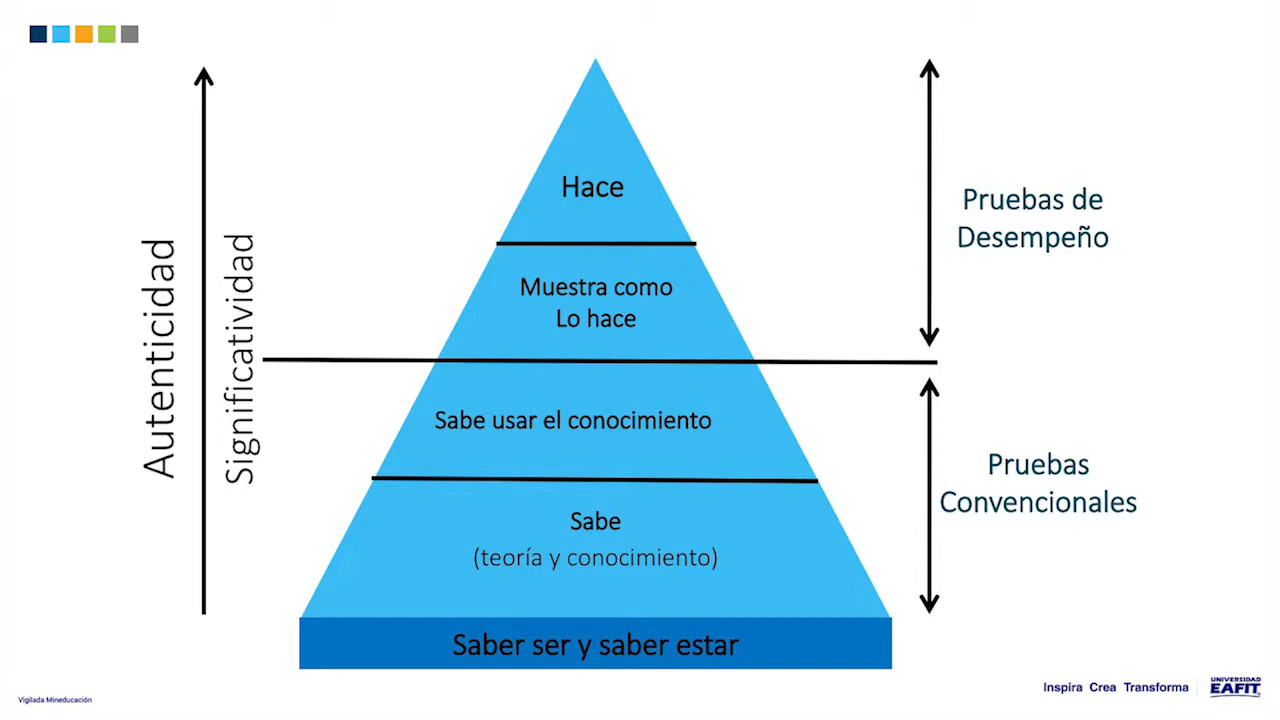 Autenticidad
Significatividad
Hace
Muestra como
Lo hace
Sabe usar el conocimiento
Sabe
(teoría y conocimiento)
Saber ser y saber estar
Pruebas de
Desempeño
Pruebas
Convencionales
Vigilada Mineducación
Inspira Crea Transforma
UNIVERSIDAD
EAFIT